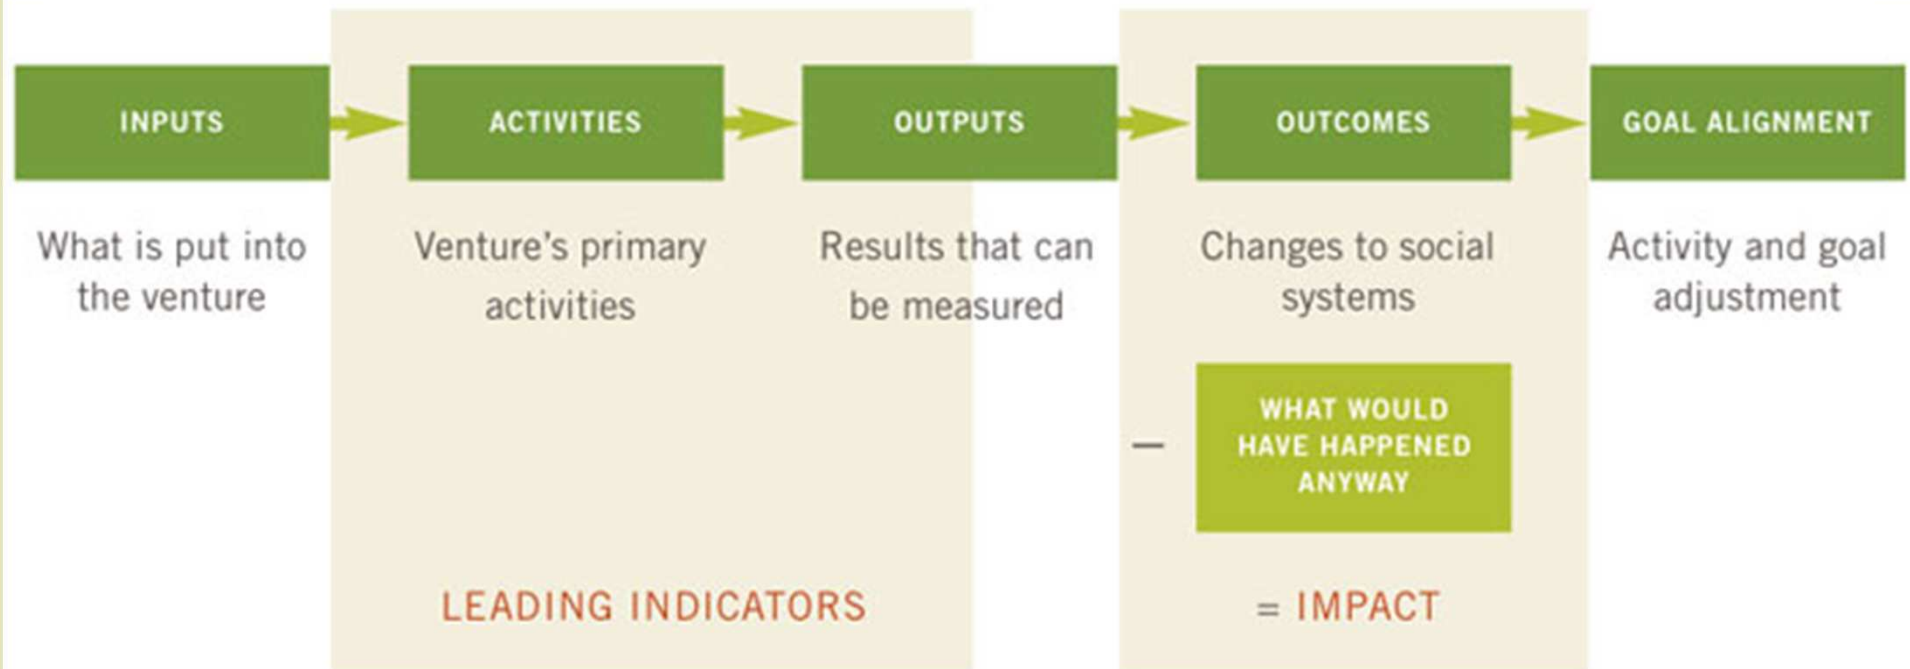 INPUTS
ACTIVITIES
OUTPUTS
OUTCOMES
GOAL ALIGNMENT
What is put into
the venture
Venture's primary
activities
Results that can
be measured
Changes to social
systems
Activity and goal
adjustment
—
WHAT WOULD
HAVE HAPPENED
ANYWAY
LEADING INDICATORS
= IMPACT